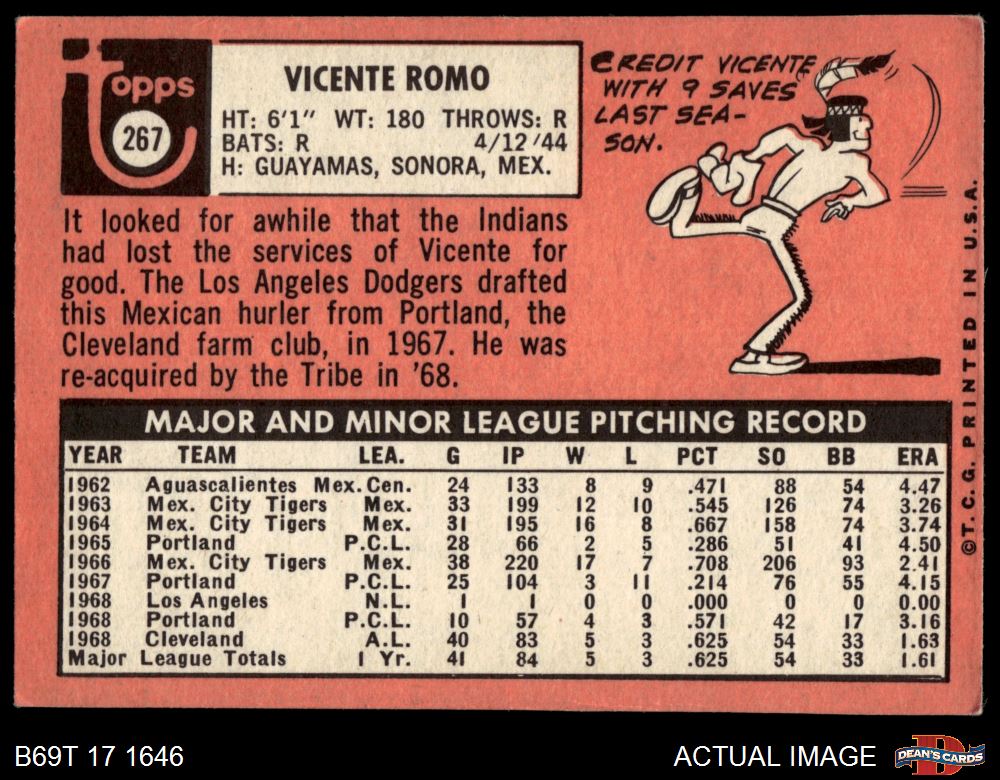 Topps
267
VICENTE ROMO
HT: 6'1" WT: 180 THROWS: R
BATS: R 4/12/44
H: GUAYAMAS, SONORA, MEX.
CREDIT VICENTE
WITH 9 SAVES
LAST SEA-
SON.
It looked for awhile that the Indians
had lost the services of Vicente for
good. The Los Angeles Dodgers drafted
this Mexican hurler from Portland, the
Cleveland farm club, in 1967. He was
re-acquired by the Tribe in '68.
MAJOR AND MINOR LEAGUE PITCHING RECORD
YEAR TEAM LEA. G IP W L PCT SO BB ERA
1962 Aguascalientes Mex. Cen. 24 133 8 9 .471 88 54 4.47
1963 Mex. City Tigers Mex. 33 199 12 10 .545 126 74 3.26
1964 Mex. City Tigers Mex. 31 195 16 8 .667 158 74 3.74
1965 Portland P.C.L. 28 66 2 5 .286 51 41 4.50
1966 Mex. City Tigers Mex. 38 220 17 7 .708 206 93 2.41
1967 Portland P.C.L. 25 104 3 11 .214 76 55 4.15
1968 Los Angeles N.L. 1 1 0 0 .000 0 0 0.00
1968 Portland P.C.L. 10 57 4 3 .571 42 17 3.16
1968 Cleveland A.L. 40 83 5 3 .625 54 33 1.63
Major League Totals 1 Yr. 41 84 5 3 .625 54 33 1.61
©T.C.G. PRINTED IN U.S.A.
B69T 17 1646
ACTUAL IMAGE
D
DEAN'S CARDS